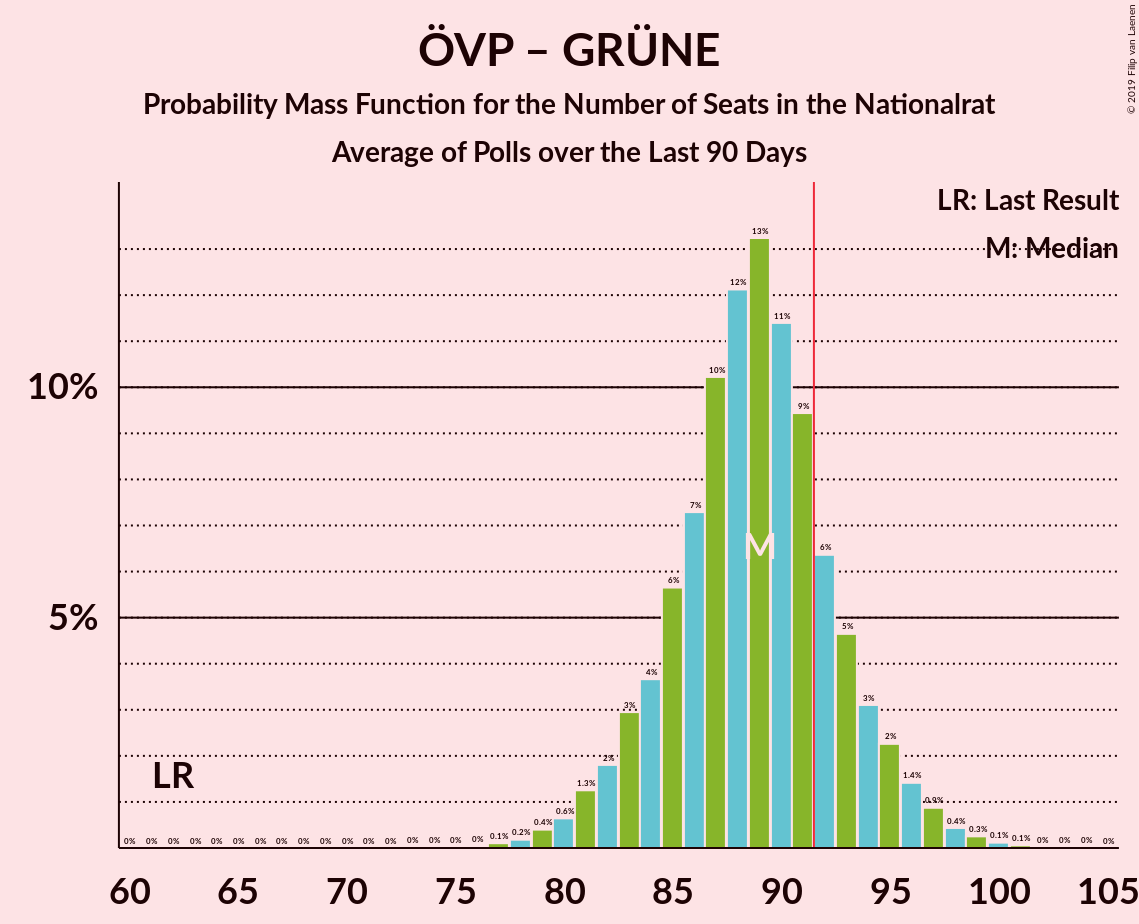 ÖVP – GRÜNE
Probability Mass Function for the Number of Seats in the Nationalrat
Average of Polls over the Last 90 Days
© 2019 Filip van Laenen
LR: Last Result
M: Median
10%
5%
LR
M
0% 0% 0% 0% 0% 0% 0% 0% 0% 0% 0% 0% 0% 0% 0% 0% 0% 0.1% 0.2% 0.4% 0.6% 1.3% 2% 3% 4% 6% 7% 10% 12% 13% 11% 9% 6% 5% 3% 2% 1.4% 0.9% 0.4% 0.3% 0.1% 0.1% 0% 0% 0% 0%
60 65 70 75 80 85 90 95 100 105